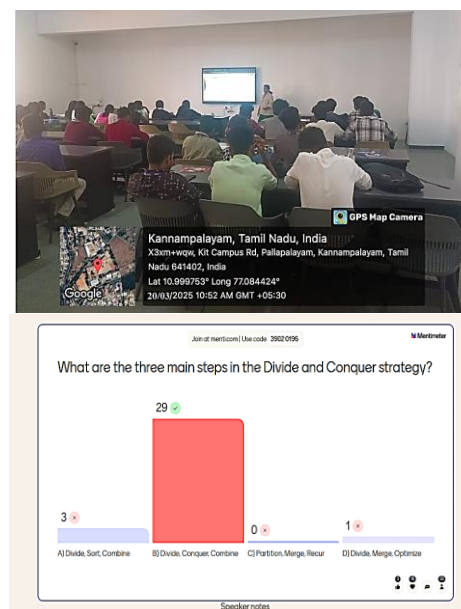 GPS Map Camera
Kannampalayam, Tamil Nadu, India
X3xm+wqw, Kit Campus Rd, Pallapalayam, Kannampalayam, Tamil
Nadu 641402, India
Lat 10.999753° Long 77.084424°
20/03/2025 10:52 AM GMT +05:30
Google
Join at menti.com | Use code 3902 0195
Mentimeter
What are the three main steps in the Divide and Conquer strategy?
29
3
0
1
A) Divide, Sort, Combine
B) Divide, Conquer, Combine
C) Partition, Merge, Recur
D) Divide, Merge, Optimize
Speaker notes